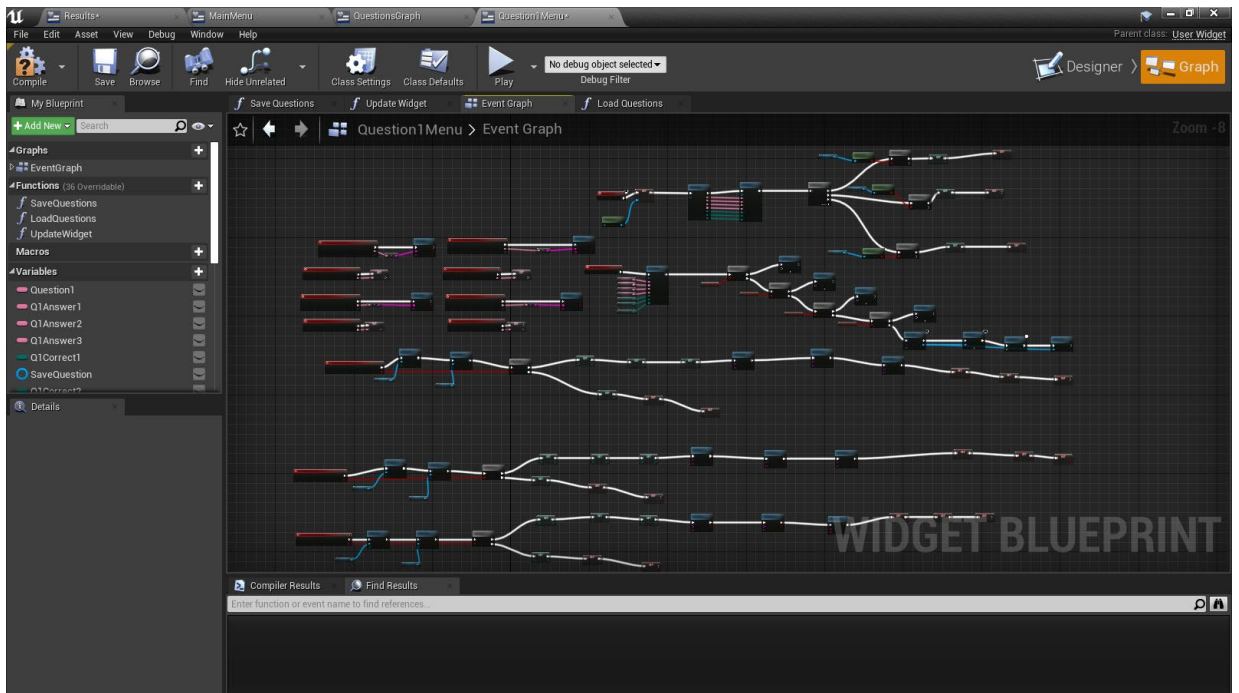 Results*
MainMenu
QuestionsGraph
Question1Menu*
File Edit Asset View Debug Window Help
Parent class: User Widget
Compile
Save
Browse
Find
Hide Unrelated
Class Settings
Class Defaults
Play
No debug object selected
Debug Filter
Designer
Graph
My Blueprint
Save Questions
Update Widget
Event Graph
Load Questions
+ Add New
Search
Question1Menu > Event Graph
Zoom -8
Graphs
EventGraph
Functions (36 Overridable)
SaveQuestions
LoadQuestions
UpdateWidget
Macros
Variables
Question1
Q1Answer1
Q1Answer2
Q1Answer3
Q1Correct1
SaveQuestion
Q1Correct2
Details
WIDGET BLUEPRINT
Compiler Results
Find Results
Enter function or event name to find references...